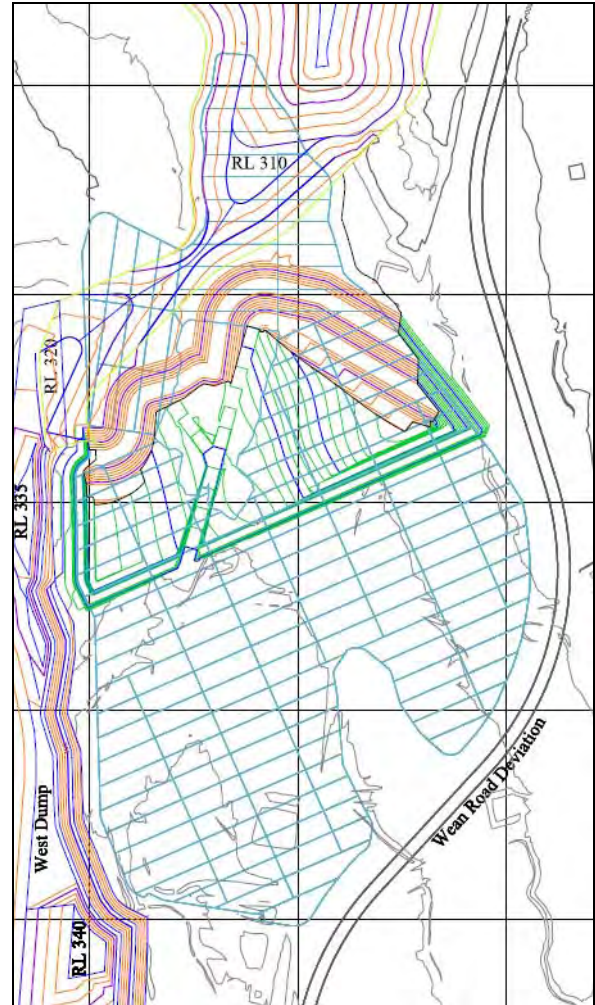 RL 310
RL 320
RL 335
Wean Road Deviation
West Dump
RL 340